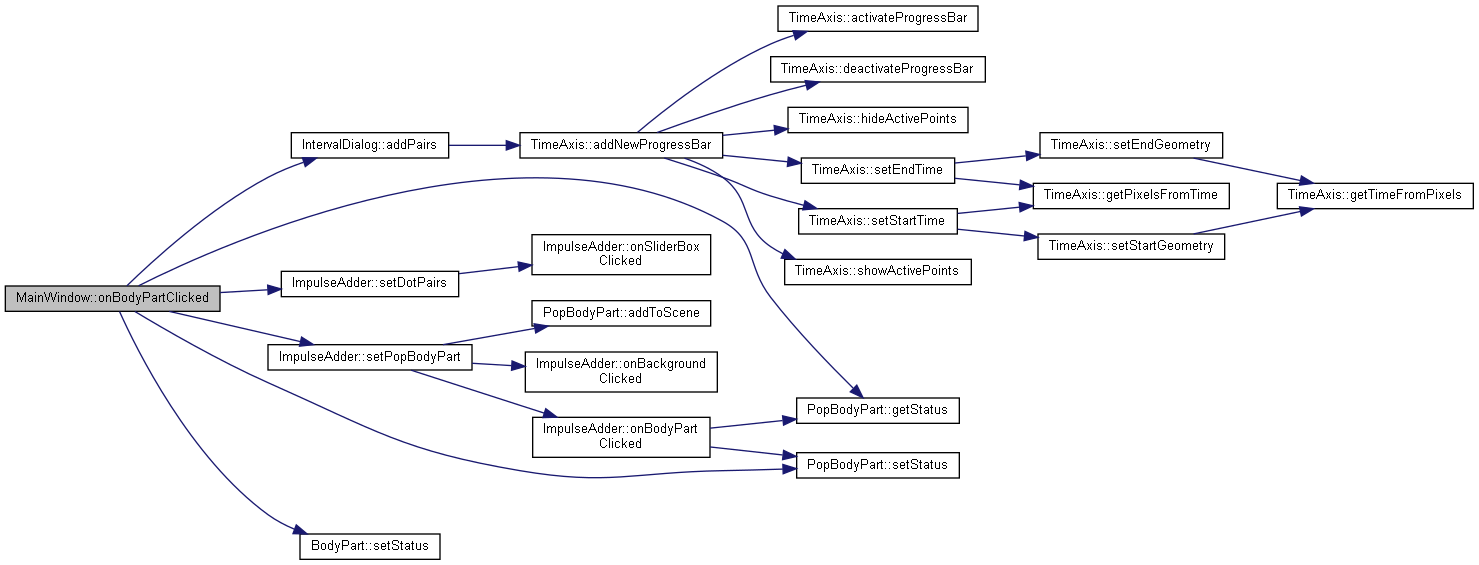 TimeAxis::activateProgressBar
TimeAxis::deactivateProgressBar
TimeAxis::hideActivePoints
IntervalDialog::addPairs
TimeAxis::addNewProgressBar
TimeAxis::setEndGeometry
TimeAxis::setEndTime
TimeAxis::getPixelsFromTime
TimeAxis::getTimeFromPixels
TimeAxis::setStartTime
TimeAxis::setStartGeometry
ImpulseAdder::onSliderBox
Clicked
TimeAxis::showActivePoints
ImpulseAdder::setDotPairs
MainWindow::onBodyPartClicked
PopBodyPart::addToScene
ImpulseAdder::setPopBodyPart
ImpulseAdder::onBackground
Clicked
PopBodyPart::getStatus
ImpulseAdder::onBodyPart
Clicked
PopBodyPart::setStatus
BodyPart::setStatus